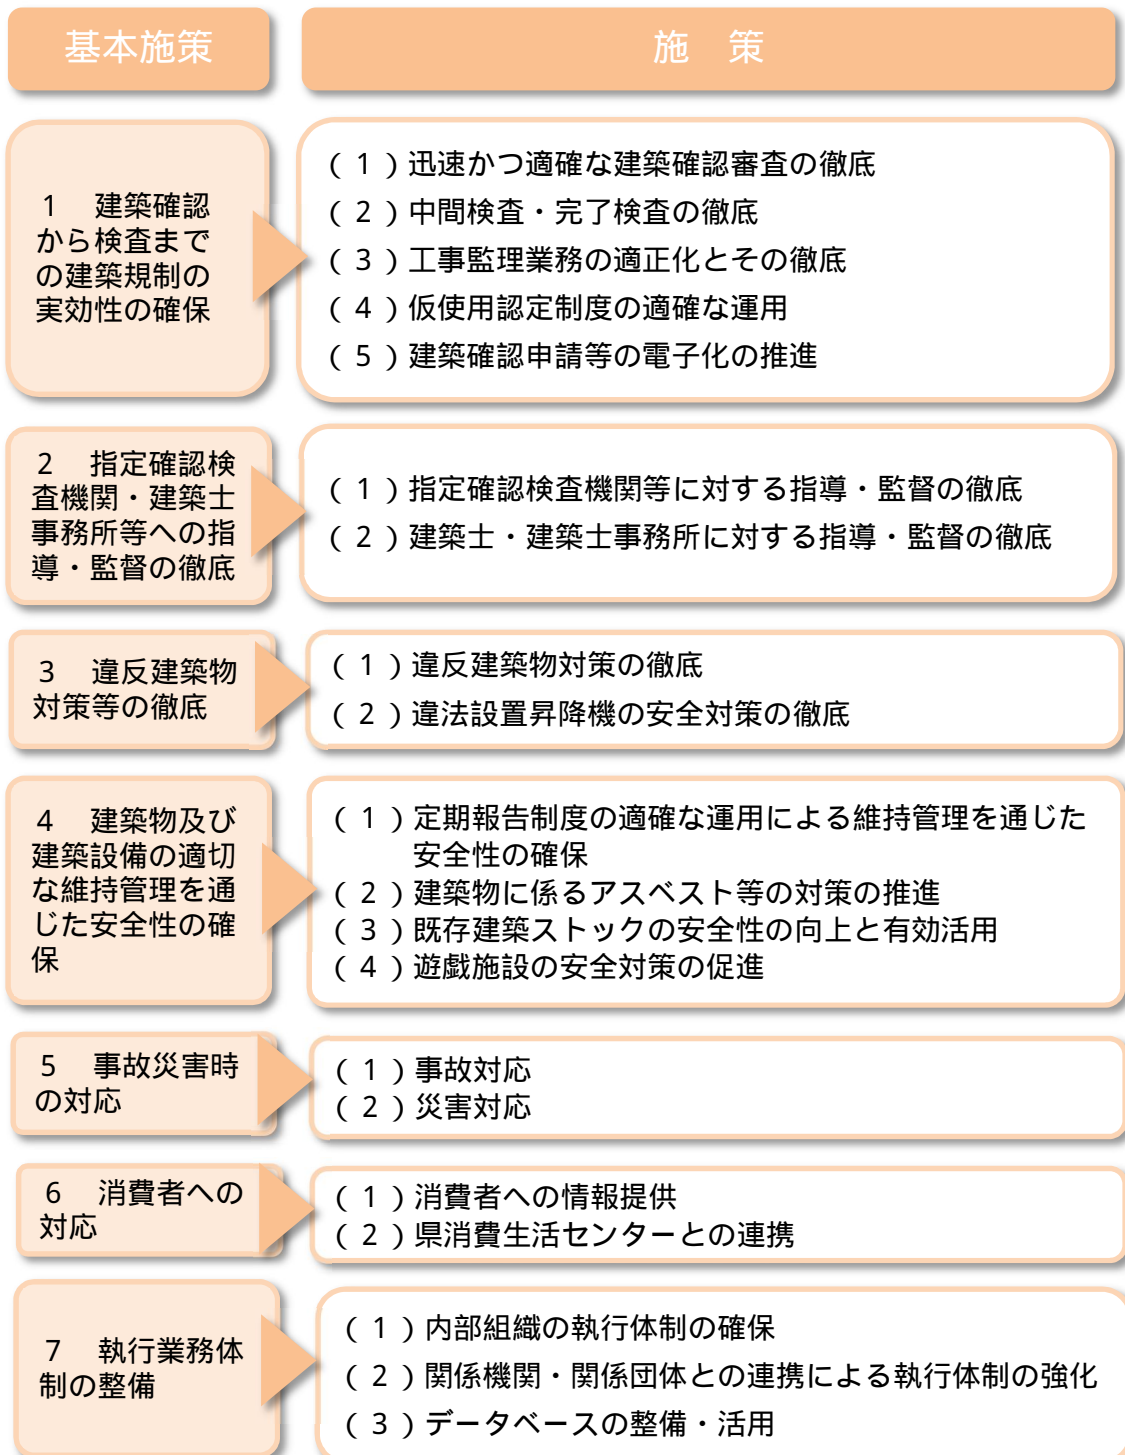 基本施策
施　策
1　建築確認
から検査まで
の建築規制の
実効性の確保
(1)迅速かつ適確な建築確認審査の徹底
(2)中間検査・完了検査の徹底
(3)工事監理業務の適正化とその徹底
(4)仮使用認定制度の適確な運用
(5)建築確認申請等の電子化の推進
2　指定確認検
査機関・建築士
事務所等への指
導・監督の徹底
(1)指定確認検査機関等に対する指導・監督の徹底
(2)建築士・建築士事務所に対する指導・監督の徹底
3　違反建築物
対策等の徹底
(1)違反建築物対策の徹底
(2)違法設置昇降機の安全対策の徹底
4　建築物及び
建築設備の適切
な維持管理を通
じた安全性の確
保
(1)定期報告制度の適確な運用による維持管理を通じた
安全性の確保
(2)建築物に係るアスベスト等の対策の推進
(3)既存建築ストックの安全性の向上と有効活用
(4)遊戯施設の安全対策の促進
5　事故災害時
の対応
(1)事故対応
(2)災害対応
6　消費者への
対応
(1)消費者への情報提供
(2)県消費生活センターとの連携
7　執行業務体
制の整備
(1)内部組織の執行体制の確保
(2)関係機関・関係団体との連携による執行体制の強化
(3)データベースの整備・活用